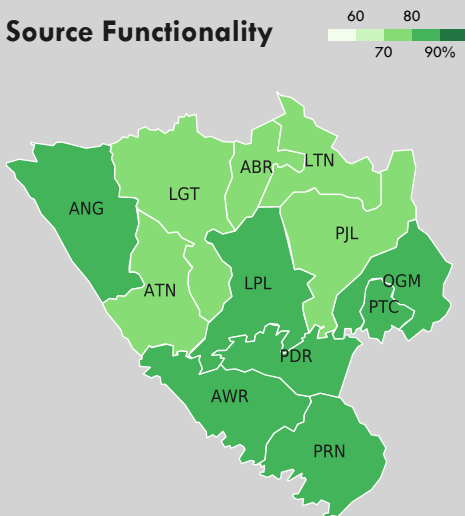 Source Functionality
60 80
70 90%
LTN
ABR
LGT
ANG
PJL
OGM
LPL
ATN
PTC
PDR
AWR
PRN